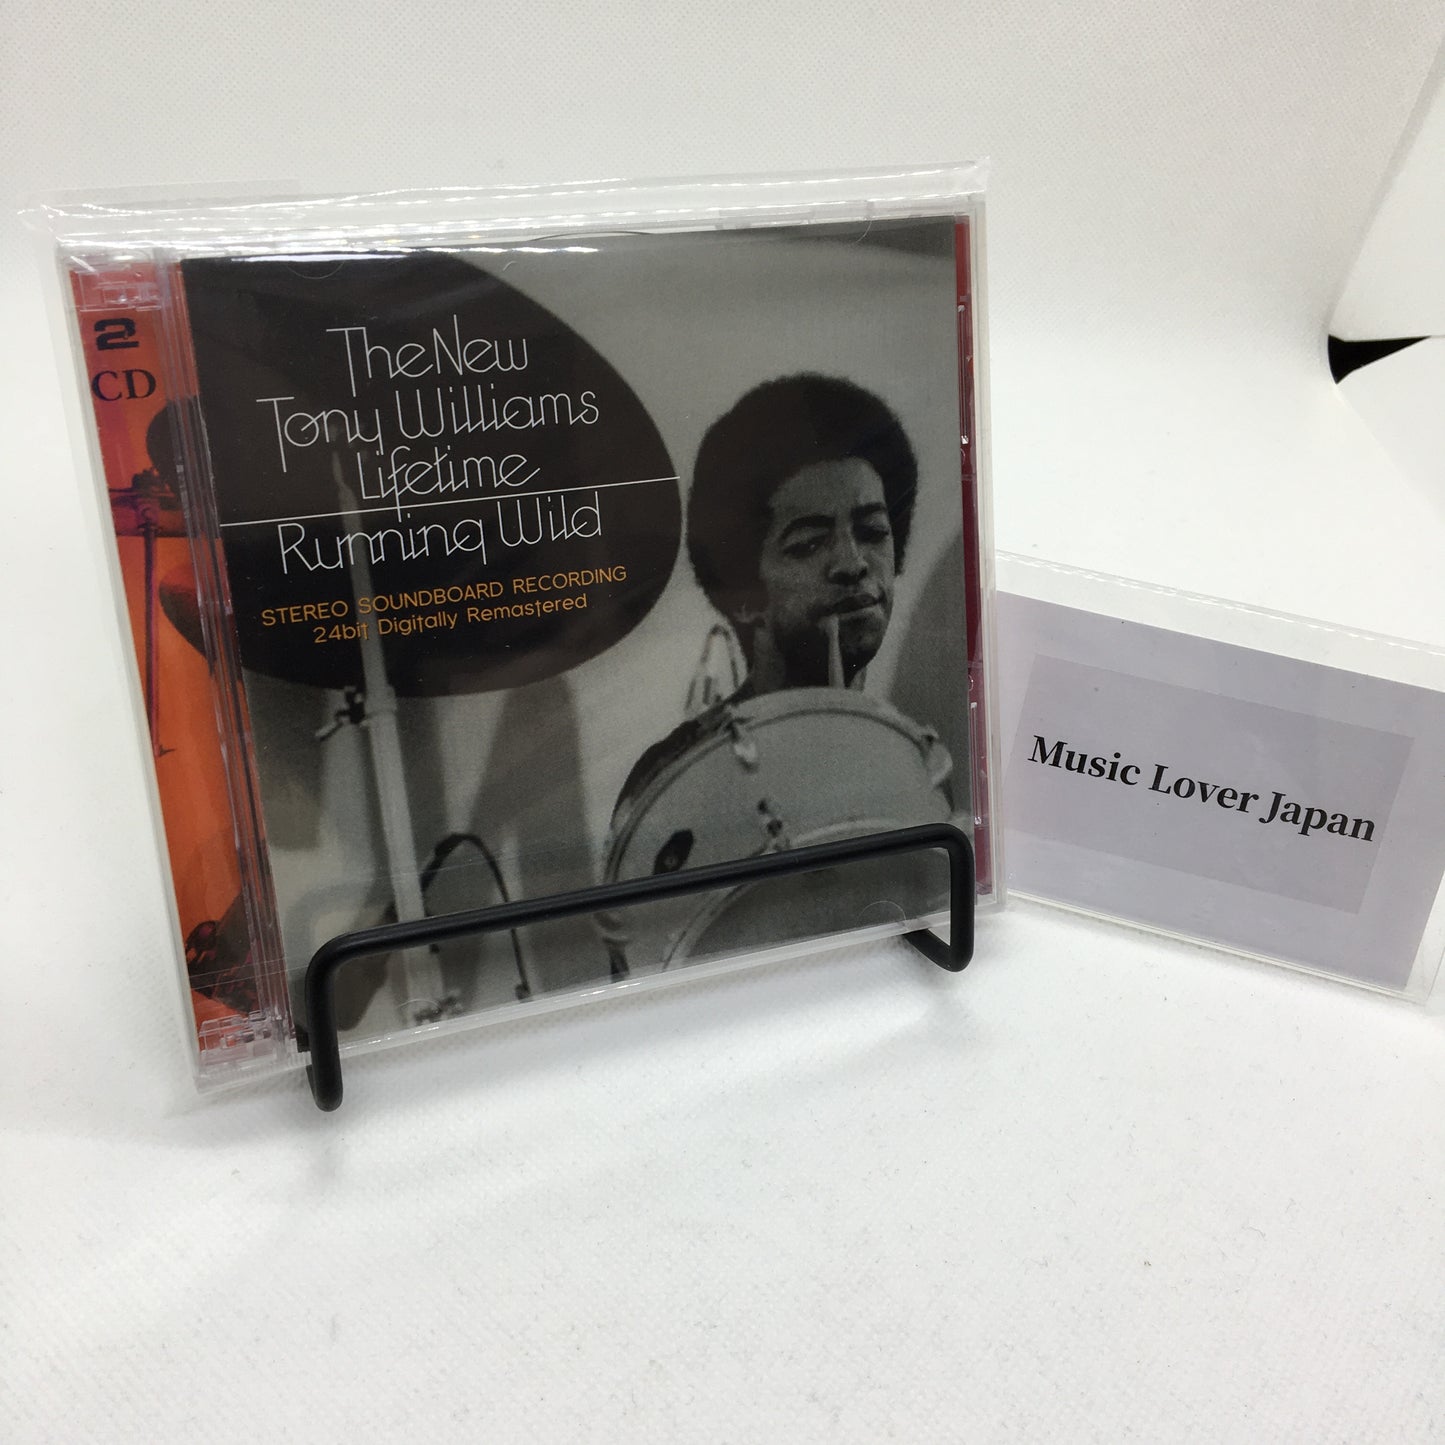 2
CD
The New
Tony Williams
Lifetime
Running Wild
STEREO SOUNDBOARD RECORDING
24bit Digitally Remastered
Music Lover Japan